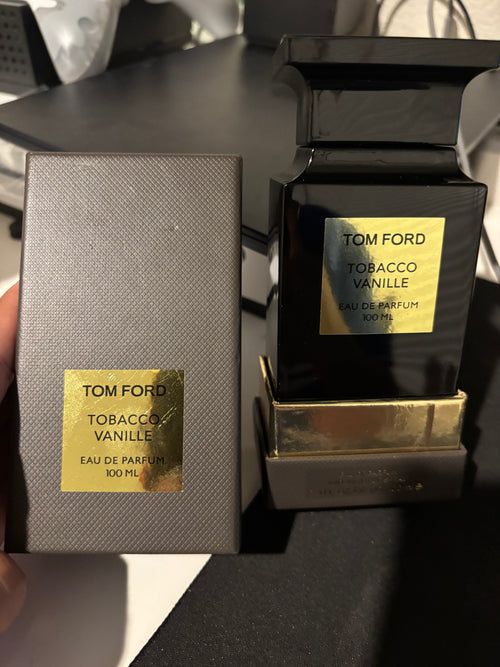 TOM FORD
TOBACCO
VANILLE
EAU DE PARFUM
100 ML
TOM FORD
TOBACCO
VANILLE
EAU DE PARFUM
100 ML